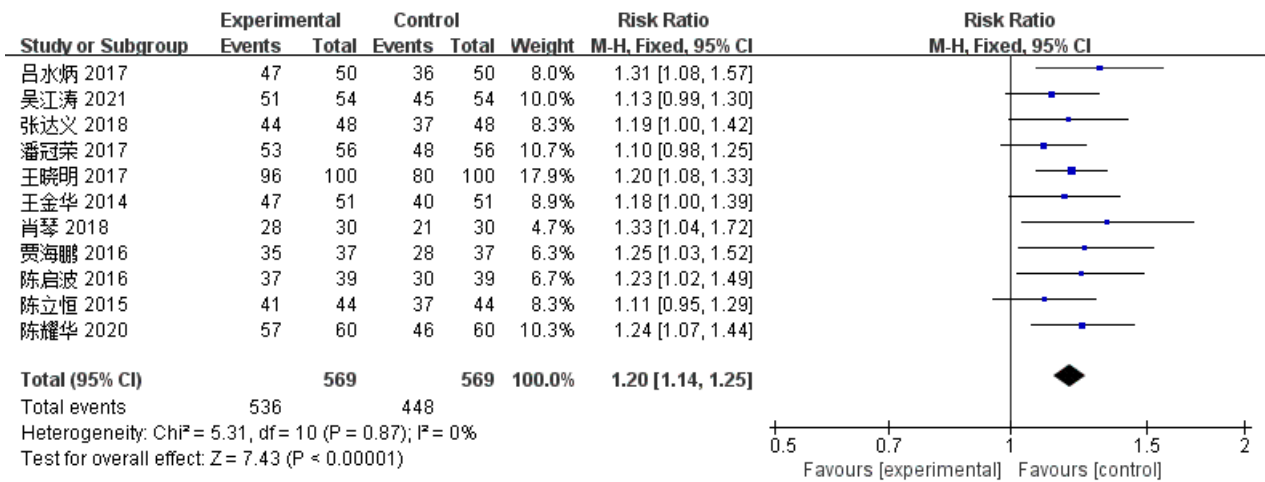 Experimental Control Risk Ratio Risk Ratio
Study or Subgroup Events Total Events Total Weight M-H, Fixed, 95% CI M-H, Fixed, 95% CI
吕水炳 2017 47 50 36 50 8.0% 1.31 [1.08, 1.57]
吴江涛 2021 51 54 45 54 10.0% 1.13 [0.99, 1.30]
张达义 2018 44 48 37 48 8.3% 1.19 [1.00, 1.42]
潘冠荣 2017 53 56 48 56 10.7% 1.10 [0.98, 1.25]
王晓明 2017 96 100 80 100 17.9% 1.20 [1.08, 1.33]
王金华 2014 47 51 40 51 8.9% 1.18 [1.00, 1.39]
肖琴 2018 28 30 21 30 4.7% 1.33 [1.04, 1.72]
贾海鹏 2016 35 37 28 37 6.3% 1.25 [1.03, 1.52]
陈启波 2016 37 39 30 39 6.7% 1.23 [1.02, 1.49]
陈立恒 2015 41 44 37 44 8.3% 1.11 [0.95, 1.29]
陈耀华 2020 57 60 46 60 10.3% 1.24 [1.07, 1.44]
Total (95% CI) 569 569 100.0% 1.20 [1.14, 1.25]
Total events 536 448
Heterogeneity: Chi² = 5.31, df = 10 (P = 0.87); I² = 0%
Test for overall effect: Z = 7.43 (P < 0.00001)
0.5 0.7 1 1.5 2
Favours [experimental] Favours [control]